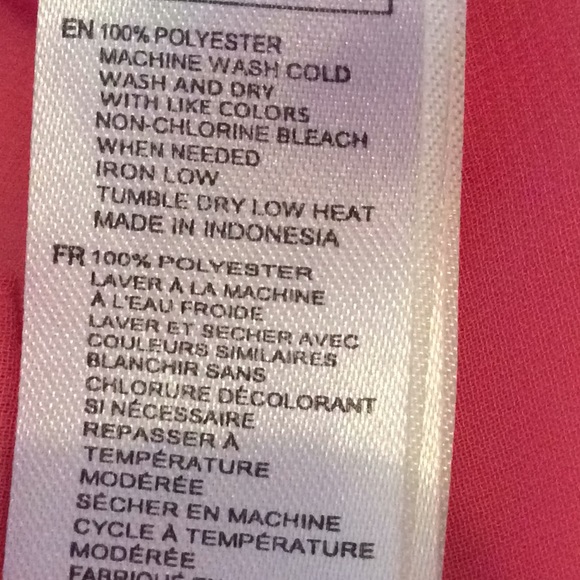 EN 100% POLYESTER
MACHINE WASH COLD
WASH AND DRY
WITH LIKE COLORS
NON-CHLORINE BLEACH
WHEN NEEDED
IRON LOW
TUMBLE DRY LOW HEAT
MADE IN INDONESIA
FR 100% POLYESTER
LAVER À LA MACHINE
À L'EAU FROIDE
LAVER ET SECHER AVEC
COULEURS SIMILAIRES
BLANCHIR SANS
CHLORURE DÉCOLORANT
SI NÉCESSAIRE
REPASSER À
TEMPÉRATURE
MODÉRÉE
SÉCHER EN MACHINE
CYCLE À TEMPÉRATURE
MODÉRÉE
FABRIQUÉ